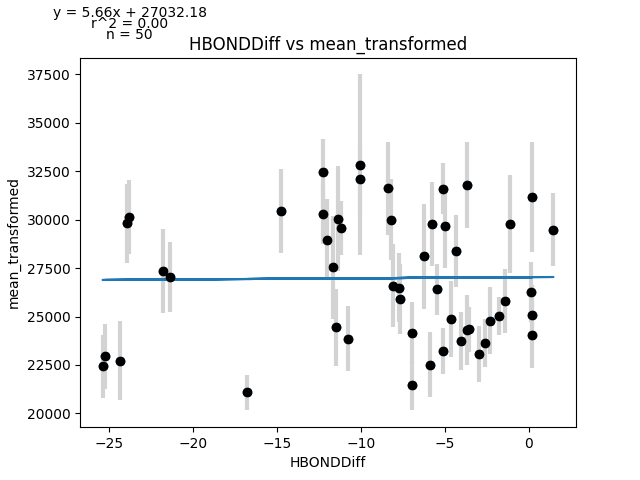 y = 5.66x + 27032.18
r^2 = 0.00
n = 50
HBONDDiff vs mean_transformed
37500
35000
32500
30000
27500
25000
22500
20000
mean_transformed
−25
−20
−15
−10
−5
0
HBONDDiff